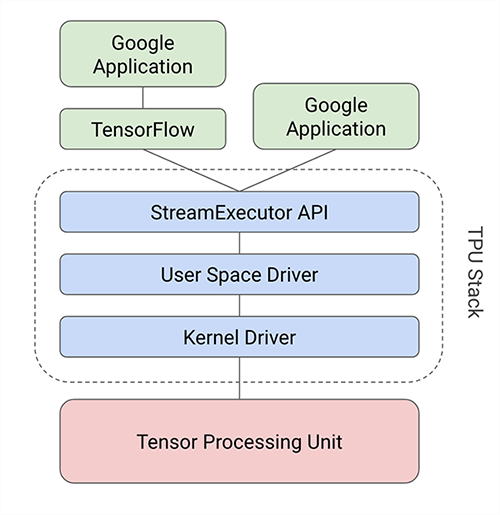 Google
Application
TensorFlow
Google
Application
StreamExecutor API
User Space Driver
Kernel Driver
TPU Stack
Tensor Processing Unit